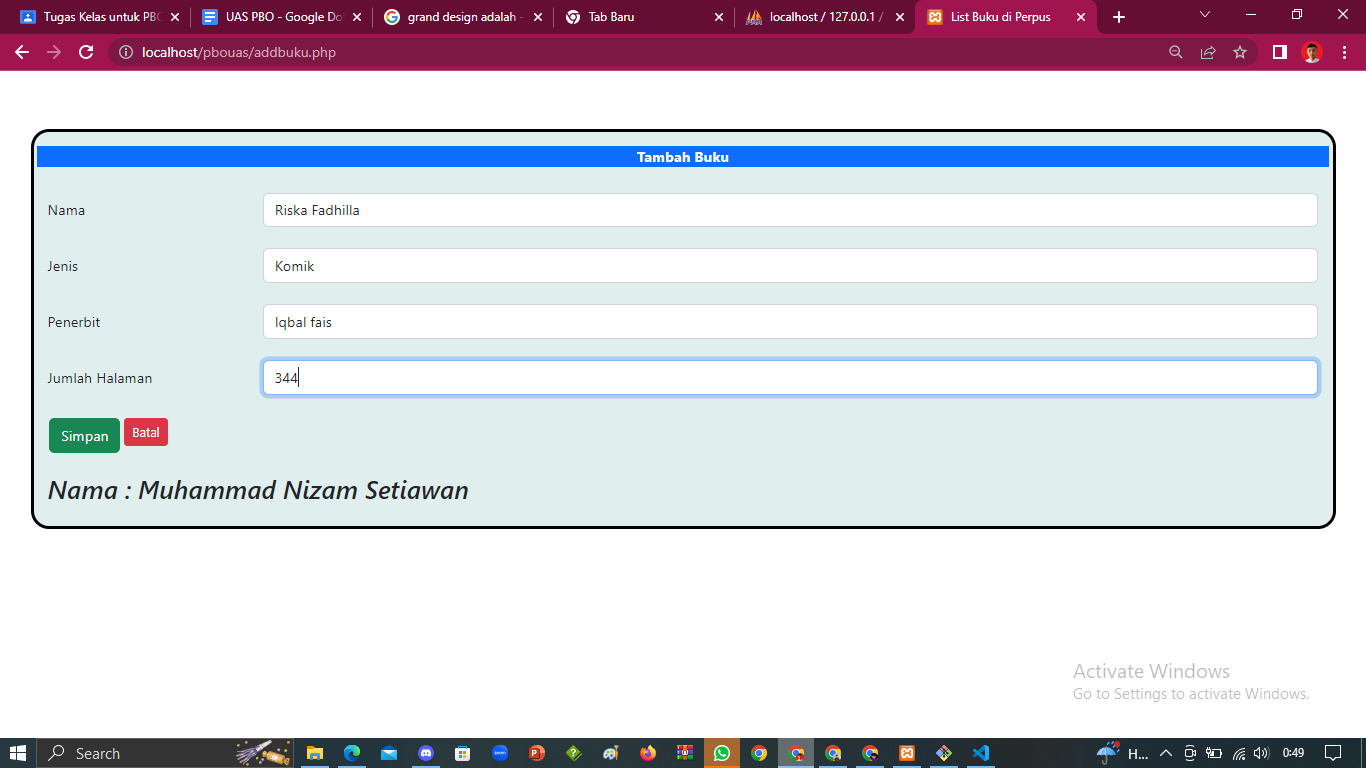 Tugas Kelas untuk PBO
UAS PBO - Google Do
grand design adalah -
Tab Baru
localhost / 127.0.0.1 /
List Buku di Perpus
localhost/pbouas/addbuku.php
Tambah Buku
Nama
Riska Fadhilla
Jenis
Komik
Penerbit
Iqbal fais
Jumlah Halaman
344
Simpan
Batal
Nama : Muhammad Nizam Setiawan
Activate Windows
Go to Settings to activate Windows.
Search
H...
0:49